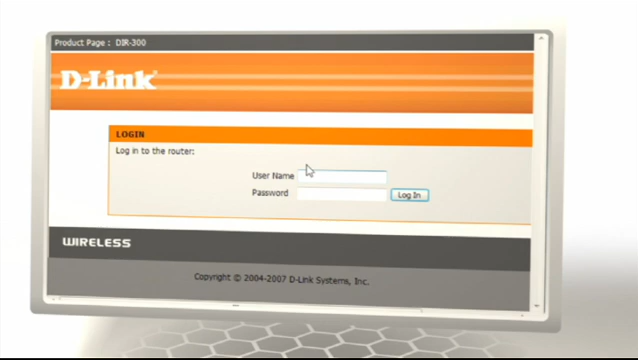 Product Page : DIR-300
D-Link
LOGIN
Log in to the router:
User Name
Password
Log In
WIRELESS
Copyright © 2004-2007 D-Link Systems, Inc.